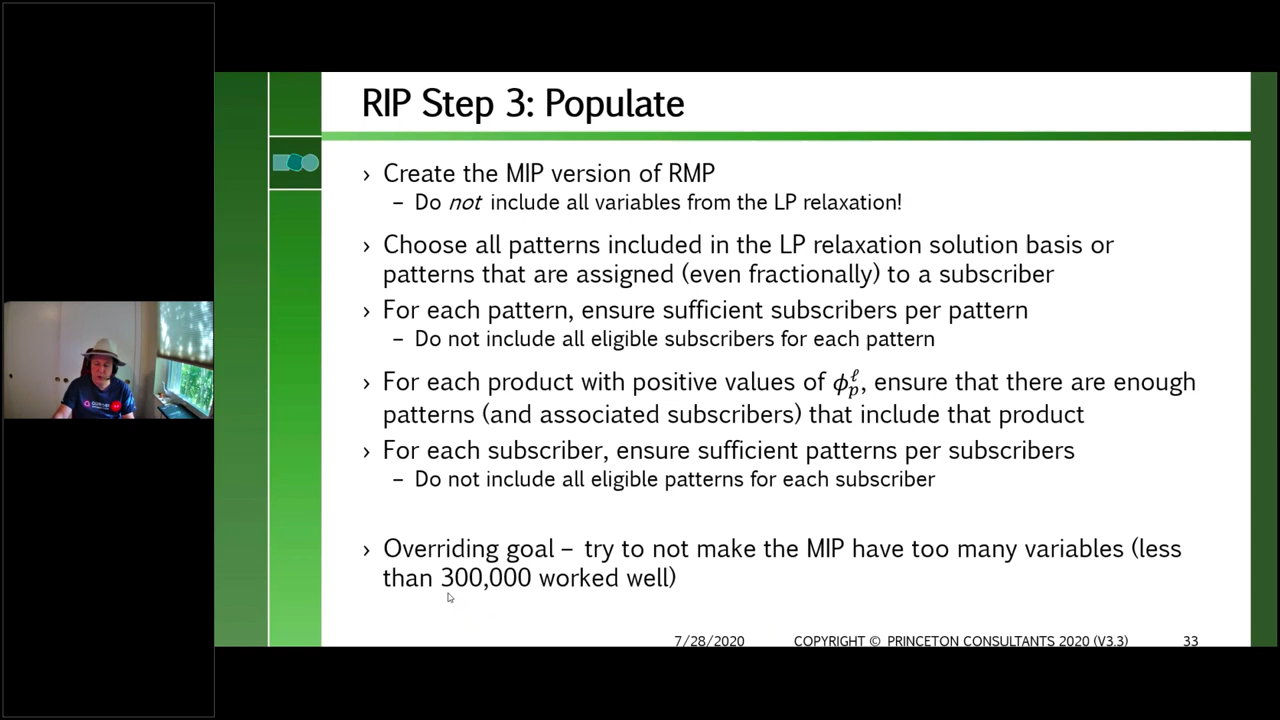 RIP Step 3: Populate
› Create the MIP version of RMP
– Do not include all variables from the LP relaxation!
› Choose all patterns included in the LP relaxation solution basis or
patterns that are assigned (even fractionally) to a subscriber
› For each pattern, ensure sufficient subscribers per pattern
– Do not include all eligible subscribers for each pattern
› For each product with positive values of ϕₚ^ℓ, ensure that there are enough
patterns (and associated subscribers) that include that product
› For each subscriber, ensure sufficient patterns per subscribers
– Do not include all eligible patterns for each subscriber
› Overriding goal – try to not make the MIP have too many variables (less
than 300,000 worked well)
7/28/2020 COPYRIGHT © PRINCETON CONSULTANTS 2020 (V3.3) 33